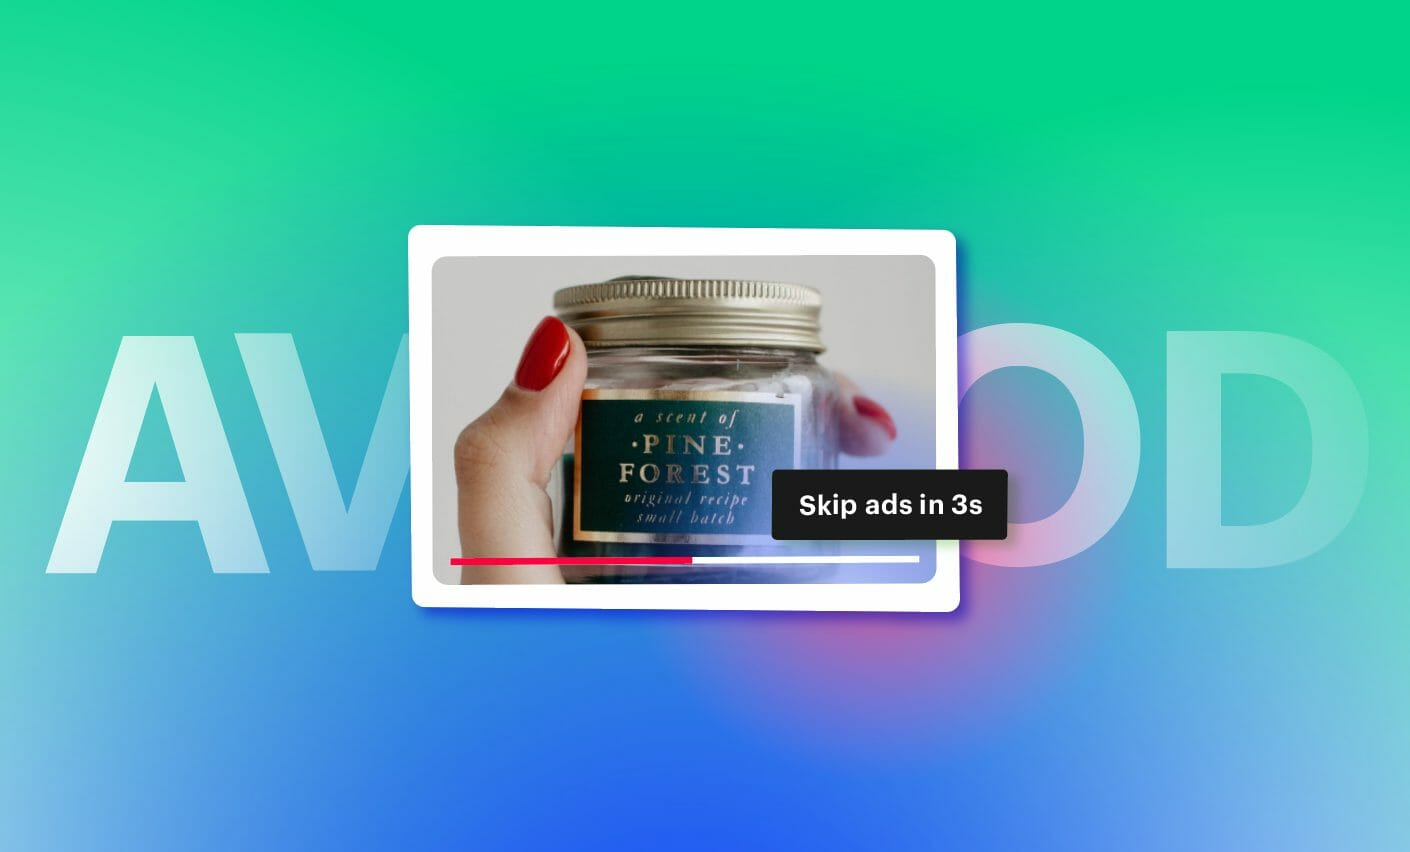 AV OD
a scent of
·PINE·
FOREST
original recipe
small batch
Skip ads in 3s